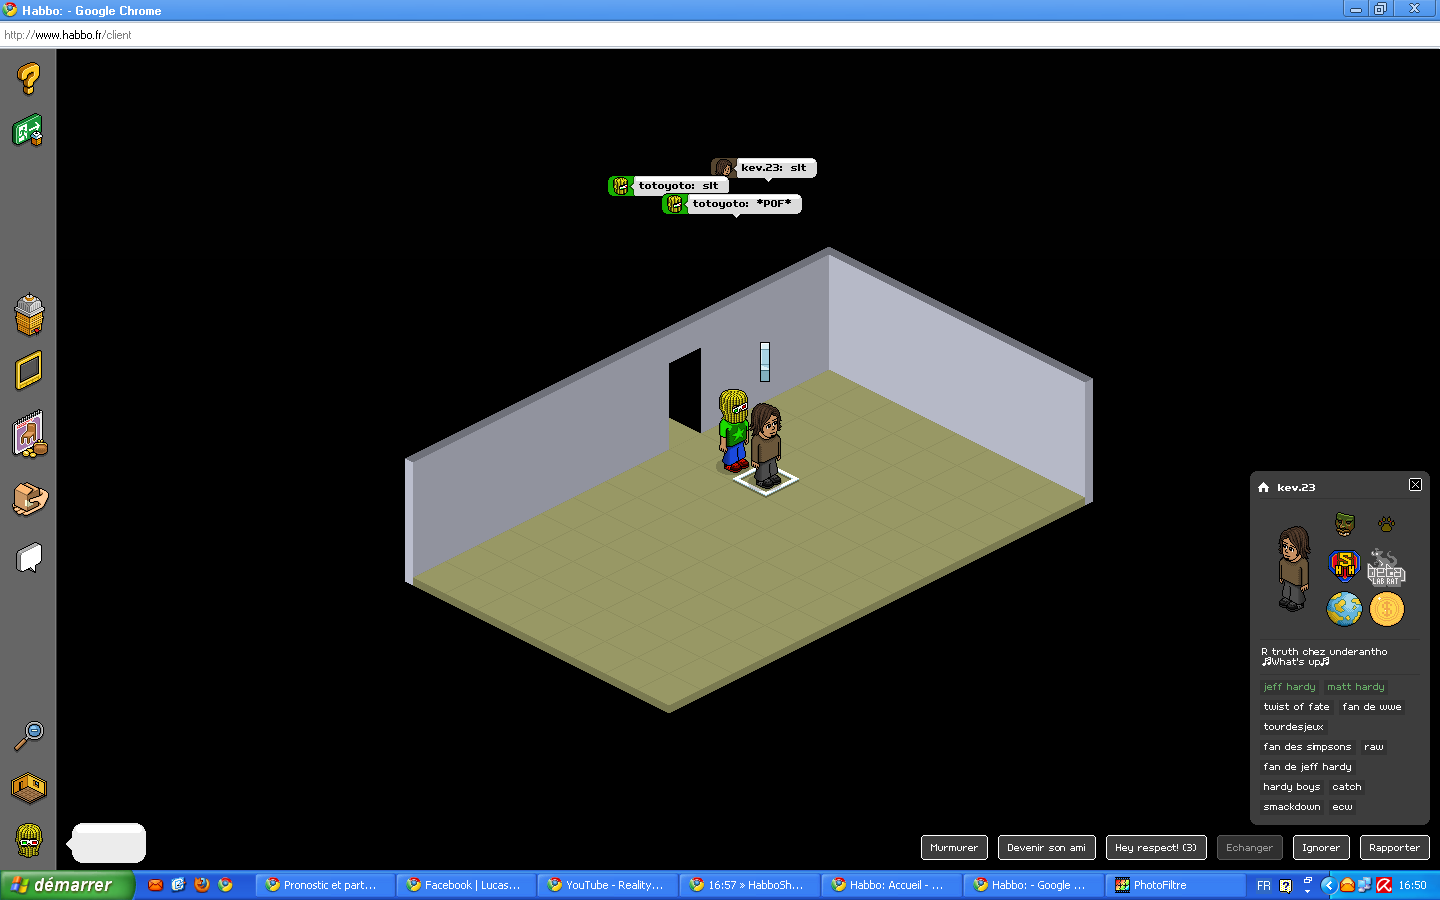 Habbo: - Google Chrome
http://www.habbo.fr/client
kev.23: slt
totoyoto: slt
totoyoto: *POF*
kev.23
S
H H
beta
LAB RAT
$
R truth chez underantho
♫What's up♫
jeff hardy matt hardy
twist of fate fan de wwe
tourdesjeux
fan des simpsons raw
fan de jeff hardy
hardy boys catch
smackdown ecw
Murmurer Devenir son ami Hey respect! (3) Echanger Ignorer Rapporter
démarrer Pronostic et part... Facebook | Lucas... YouTube - Reality... 16:57 » HabboSh... Habbo: Accueil - ... Habbo: - Google ... PhotoFiltre FR 16:50